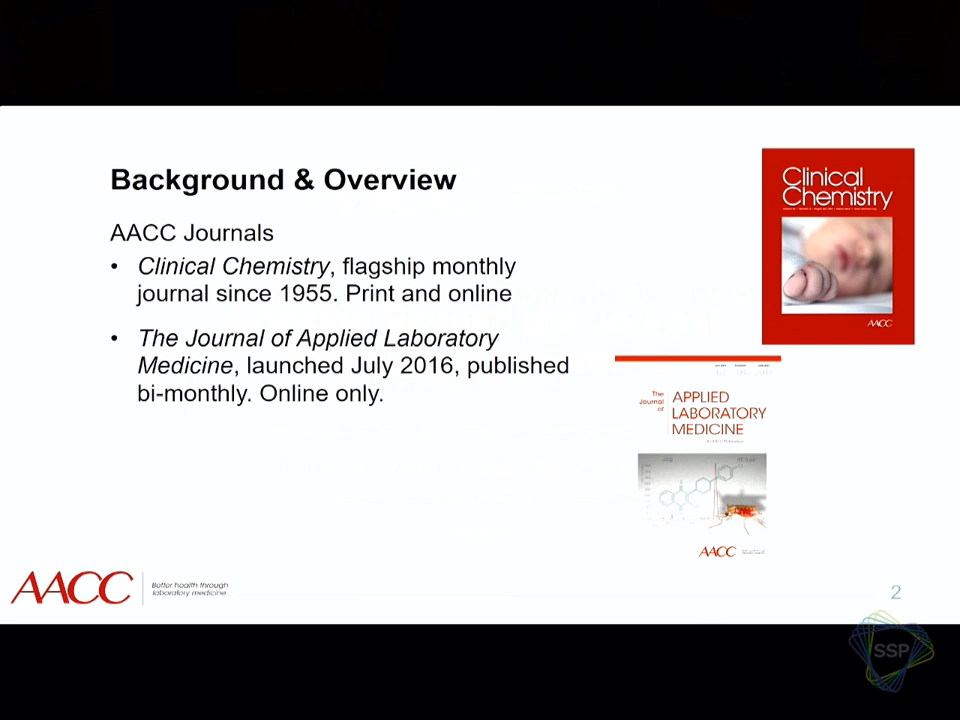 Background & Overview
AACC Journals
• Clinical Chemistry, flagship monthly
journal since 1955. Print and online
• The Journal of Applied Laboratory
Medicine, launched July 2016, published
bi-monthly. Online only.
Clinical
Chemistry
AACC
The
Journal
of
APPLIED
LABORATORY
MEDICINE
AACC
AACC
Better health through
laboratory medicine.
2
SSP